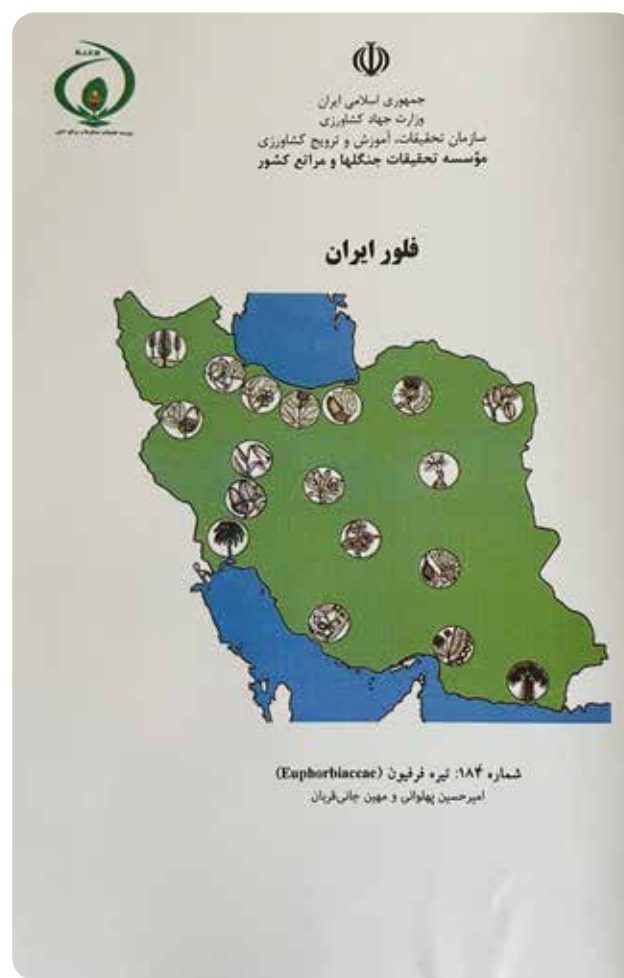 R.I.F.R
جمهوری اسلامی ایران
وزارت جهاد کشاورزی
سازمان تحقیقات، آموزش و ترویج کشاورزی
مؤسسه تحقیقات جنگلها و مراتع کشور
فلور ایران
شماره ۱۸۴: تیره فرفیون (Euphorbiaceae)
امیرحسین پهلوانی و مهین جانی‌قربان